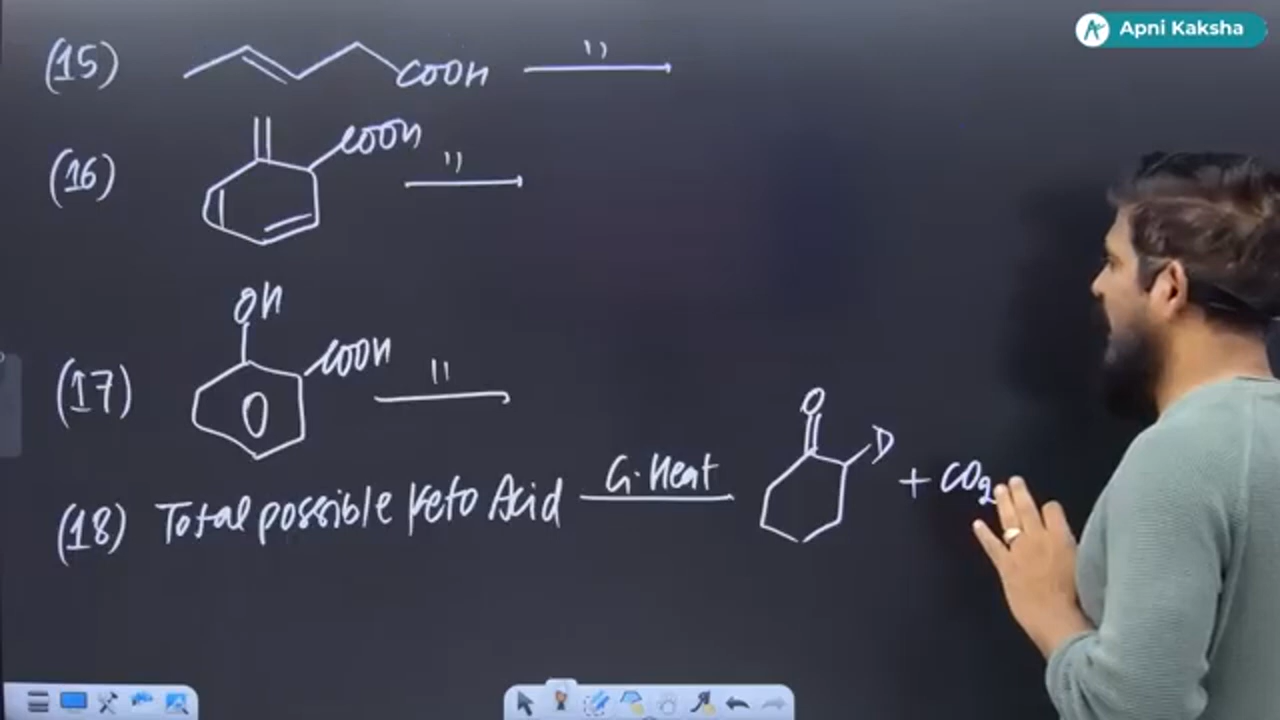 Apni Kaksha
(15) COOH "
(16) COOH "
OH
(17) COOH "
O
(18) Total possible Keto Acid G. Heat D + CO2